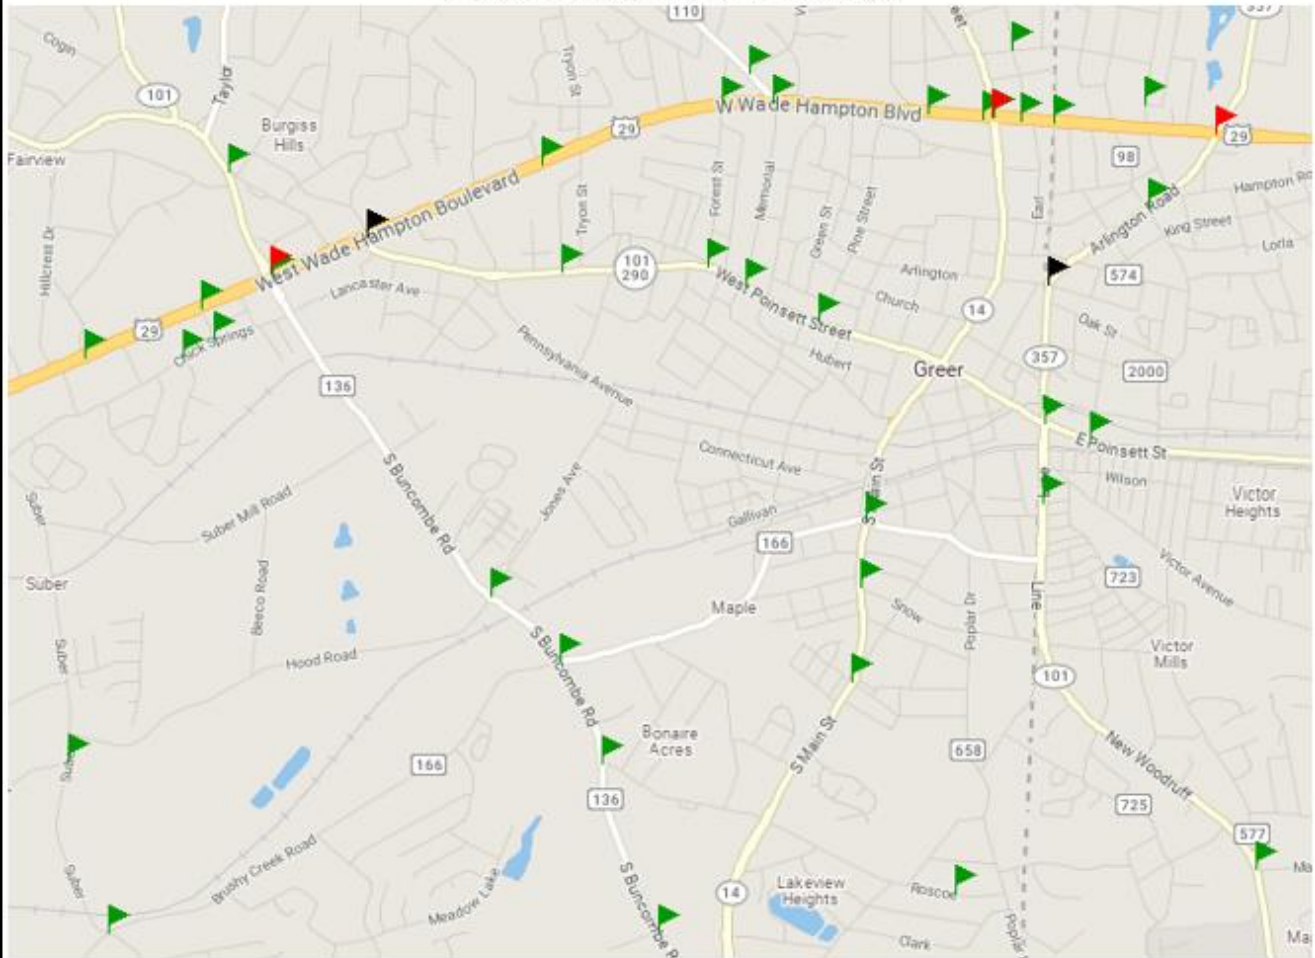 110
Cogin
Taylor
Tryon St
101
W Wade Hampton Blvd
29
Burgiss
Hills
Fairview
29
98
Hampton
Forest St
Memorial
Green St
Pine Street
Earl
Arlington Road
King Street
Loria
Tryon St
West Wade Hampton Boulevard
Hillcrest Dr
101
290
Arlington
574
Lancaster Ave
West Poinsett Street
Church
14
Oak St
29
Chick Springs
Pennsylvania Avenue
Hubert
Greer
357
2000
136
Connecticut Ave
E Poinsett St
Wilson
Victor
Heights
S Buncombe Rd
Jones Ave
Suber Mill Road
Suber
Gallivan
166
Suber
Beeco Road
Maple
Snow
Poplar Dr
Line
723
Victor Avenue
Hood Road
Suber
S Buncombe Rd
Victor
Mills
101
Bonaire
Acres
S Main St
658
New Woodruff
166
136
725
577
Brushy Creek Road
Suber
Meadow Lake
S Buncombe
14
Lakeview
Heights
Roscoe
Clark
Poplar